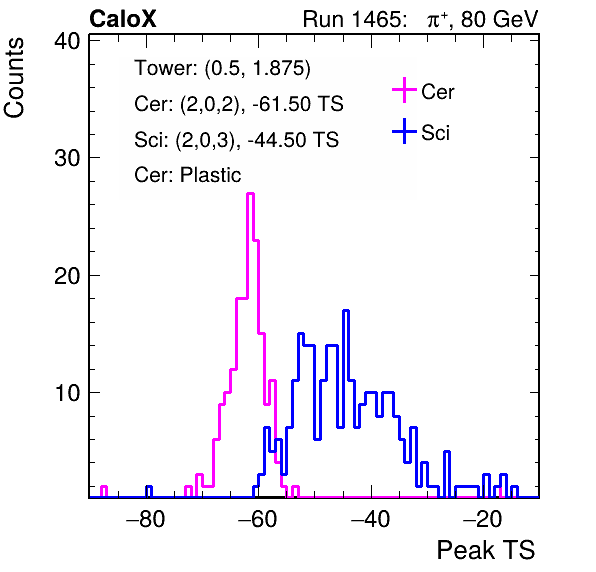 CaloX Run 1465: π⁺, 80 GeV
Counts
40
Tower: (0.5, 1.875)
Cer: (2,0,2), -61.50 TS
Sci: (2,0,3), -44.50 TS
Cer: Plastic
Cer
Sci
30
20
10
−80 −60 −40 −20
Peak TS